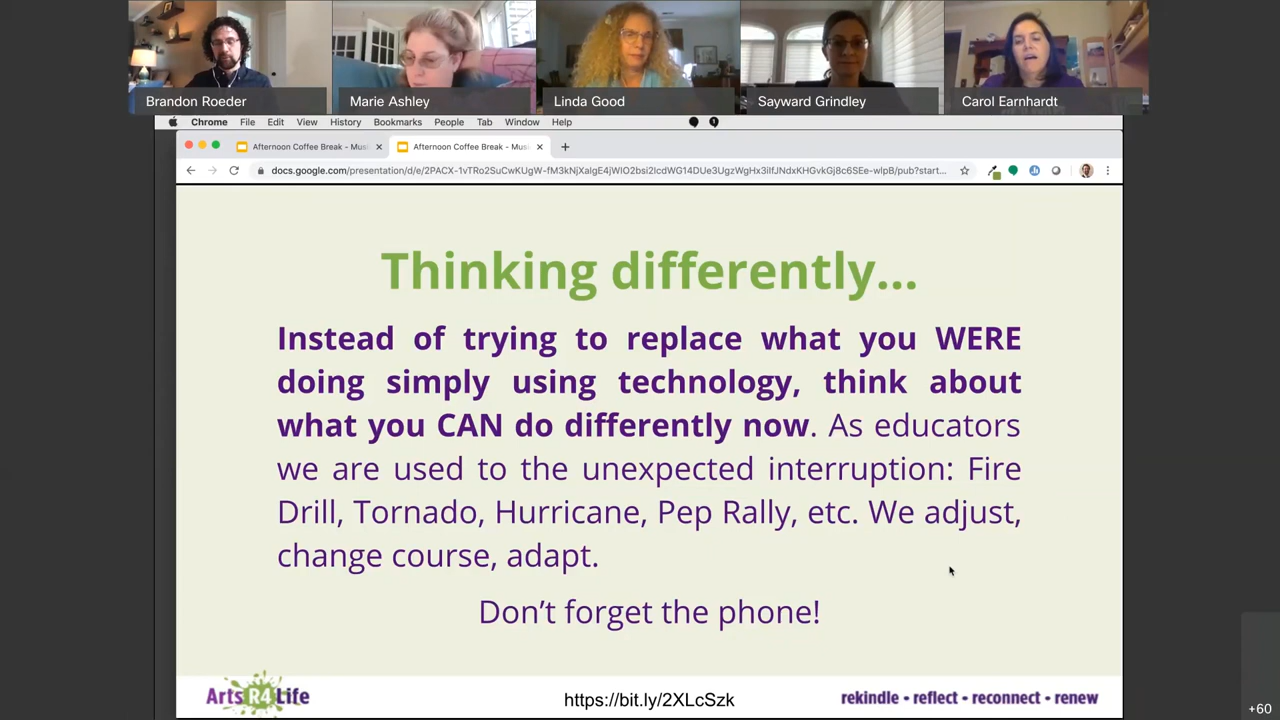 Brandon Roeder
Marie Ashley
Linda Good
Sayward Grindley
Carol Earnhardt
Chrome File Edit View History Bookmarks People Tab Window Help
Afternoon Coffee Break - Musi
Afternoon Coffee Break - Musi
docs.google.com/presentation/d/e/2PACX-1vTRo2SuCwKUgW-fM3kNjXaIgE4jWIO2bsi2IcdWG14DUe3UgzWgHx3iIfJNdxKHGvkGj8c6SEe-wlpB/pub?start...
Thinking differently...
Instead of trying to replace what you WERE
doing simply using technology, think about
what you CAN do differently now. As educators
we are used to the unexpected interruption: Fire
Drill, Tornado, Hurricane, Pep Rally, etc. We adjust,
change course, adapt.
Don't forget the phone!
Arts R4 Life
https://bit.ly/2XLcSzk
rekindle • reflect • reconnect • renew
+60